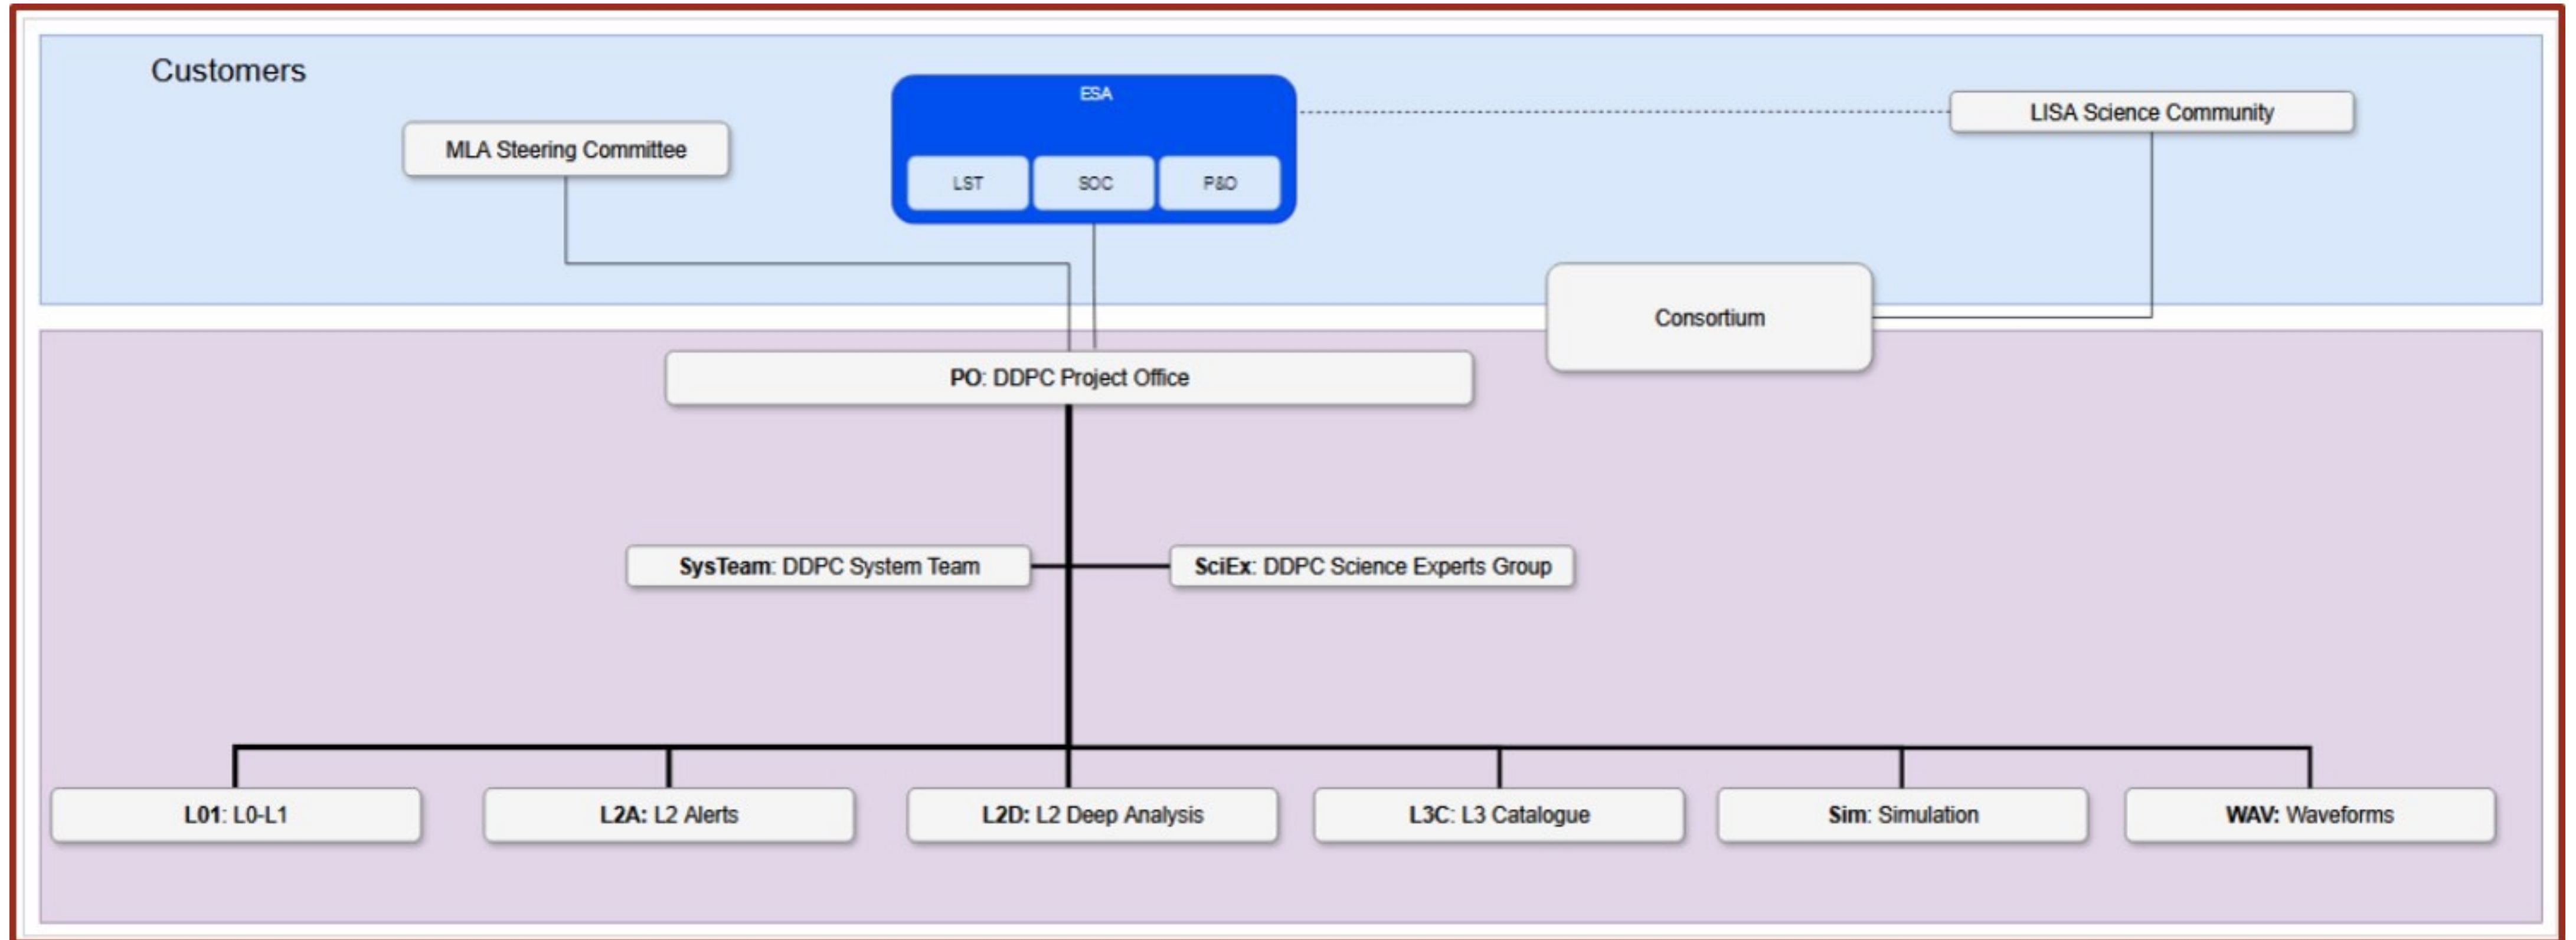 Customers
ESA
LISA Science Community
MLA Steering Committee
LST
SOC
P&O
Consortium
PO: DDPC Project Office
SysTeam: DDPC System Team
SciEx: DDPC Science Experts Group
L01: L0-L1
L2A: L2 Alerts
L2D: L2 Deep Analysis
L3C: L3 Catalogue
Sim: Simulation
WAV: Waveforms